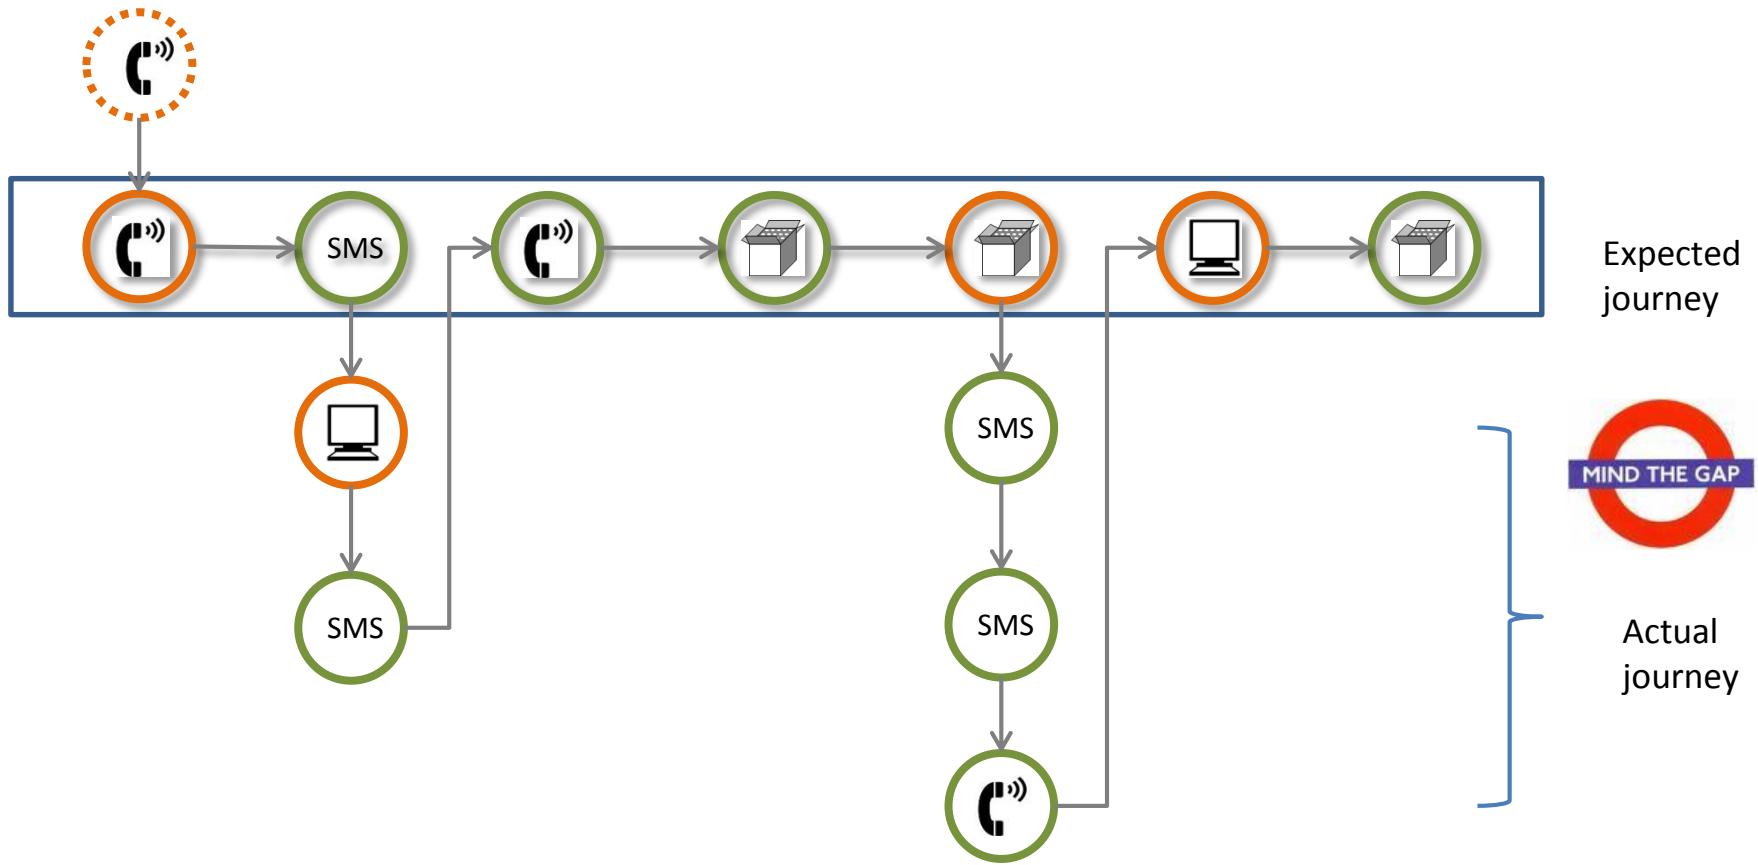 SMS
Expected
journey
SMS
MIND THE GAP
SMS
SMS
Actual
journey